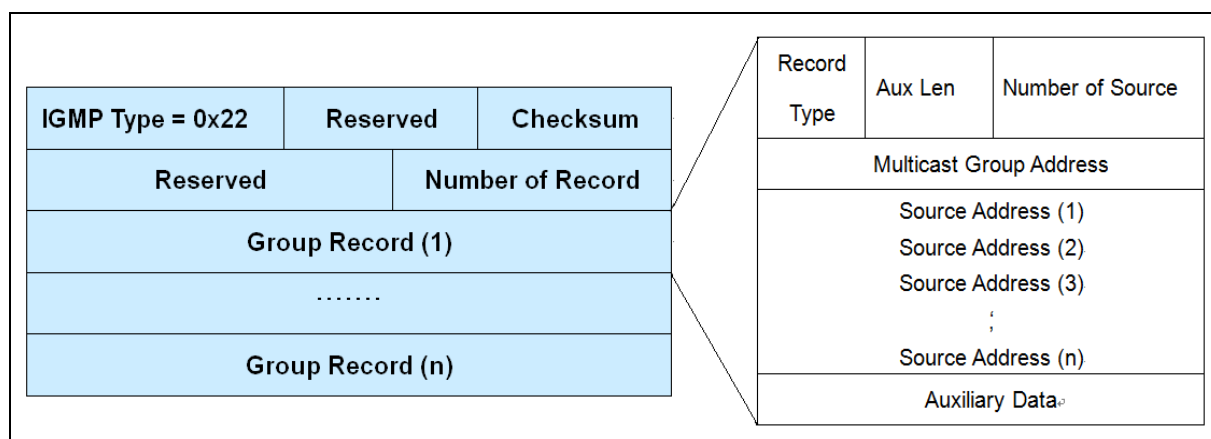 IGMP Type = 0x22
Reserved
Checksum
Reserved
Number of Record
Group Record (1)
.......
Group Record (n)
Record
Type
Aux Len
Number of Source
Multicast Group Address
Source Address (1)
Source Address (2)
Source Address (3)
;
Source Address (n)
Auxiliary Data↵